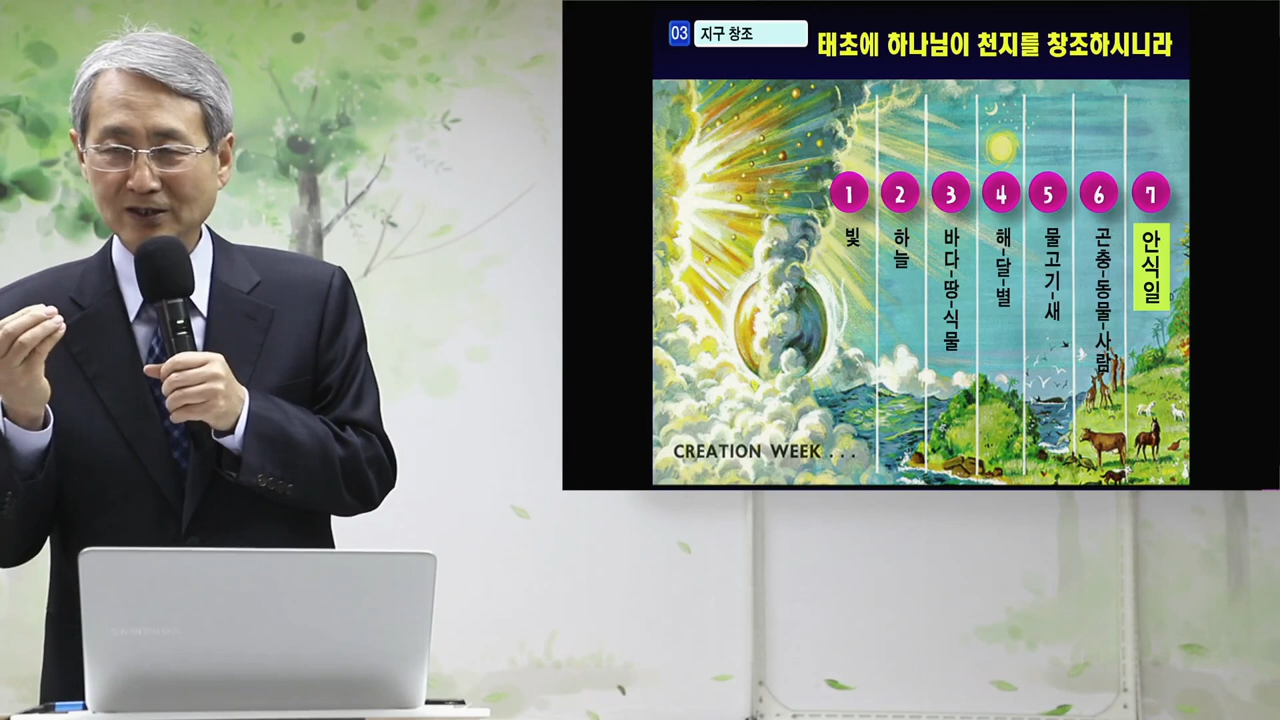 03 지구 창조
태초에 하나님이 천지를 창조하시니라
1 2 3 4 5 6 7
빛
하늘
바다-땅-식물
해-달-별
물고기-새
곤충-동물-사람
안식일
CREATION WEEK . . .